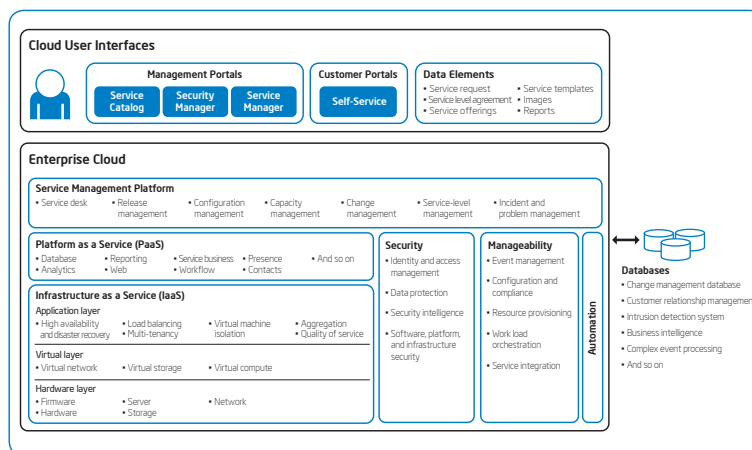 Cloud User Interfaces
Management Portals
Service Catalog
Security Manager
Service Manager
Customer Portals
Self-Service
Data Elements
• Service request
• Service level agreement
• Service offerings
• Service templates
• Images
• Reports
Enterprise Cloud
Service Management Platform
• Service desk
• Release management
• Configuration management
• Capacity management
• Change management
• Service-level management
• Incident and problem management
Platform as a Service (PaaS)
• Database
• Analytics
• Reporting
• Web
• Service business
• Workflow
• Presence
• Contacts
• And so on
Infrastructure as a Service (IaaS)
Application layer
• High availability and disaster recovery
• Load balancing
• Multi-tenancy
• Virtual machine isolation
• Aggregation
• Quality of service
Virtual layer
• Virtual network
• Virtual storage
• Virtual compute
Hardware layer
• Firmware
• Hardware
• Server
• Storage
• Network
Security
• Identity and access management
• Data protection
• Security intelligence
• Software, platform, and infrastructure security
Manageability
• Event management
• Configuration and compliance
• Resource provisioning
• Work load orchestration
• Service integration
Automation
Databases
• Change management database
• Customer relationship management
• Intrusion detection system
• Business intelligence
• Complex event processing
• And so on